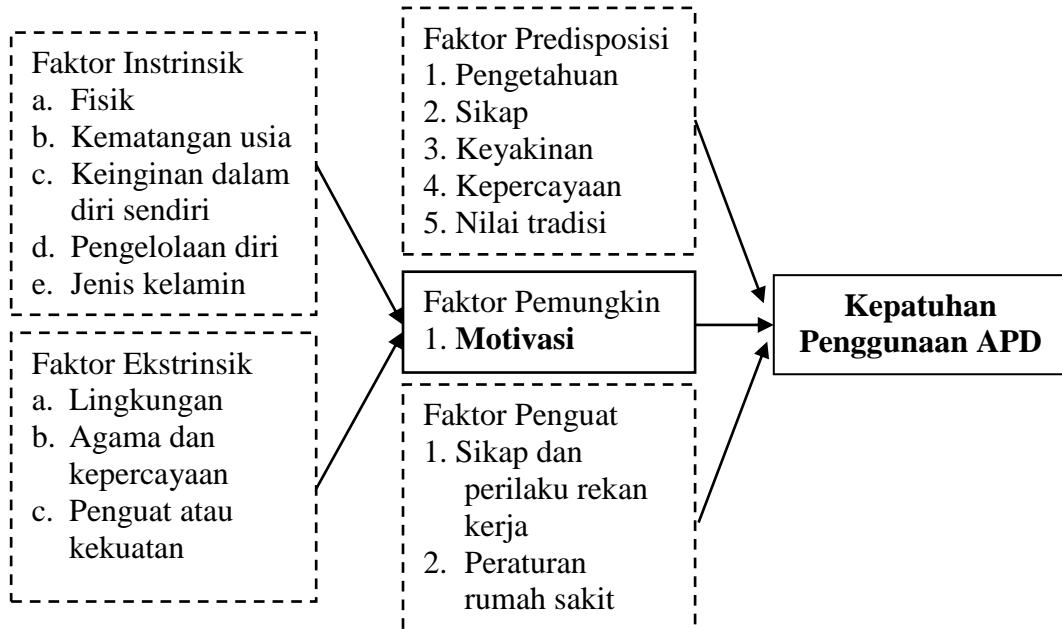 Faktor Instrinsik
a. Fisik
b. Kematangan usia
c. Keinginan dalam
diri sendiri
d. Pengelolaan diri
e. Jenis kelamin
Faktor Ekstrinsik
a. Lingkungan
b. Agama dan
kepercayaan
c. Penguat atau
kekuatan
Faktor Predisposisi
1. Pengetahuan
2. Sikap
3. Keyakinan
4. Kepercayaan
5. Nilai tradisi
Faktor Pemungkin
1. Motivasi
Faktor Penguat
1. Sikap dan
perilaku rekan
kerja
2. Peraturan
rumah sakit
Kepatuhan
Penggunaan APD